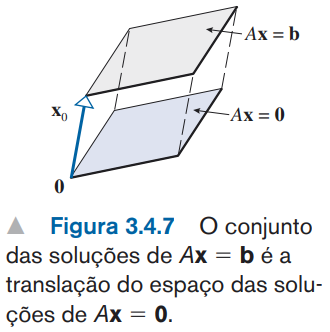 Ax = b
x₀
Ax = 0
0
▲ Figura 3.4.7 O conjunto
das soluções de Ax = b é a
translação do espaço das solu-
ções de Ax = 0.